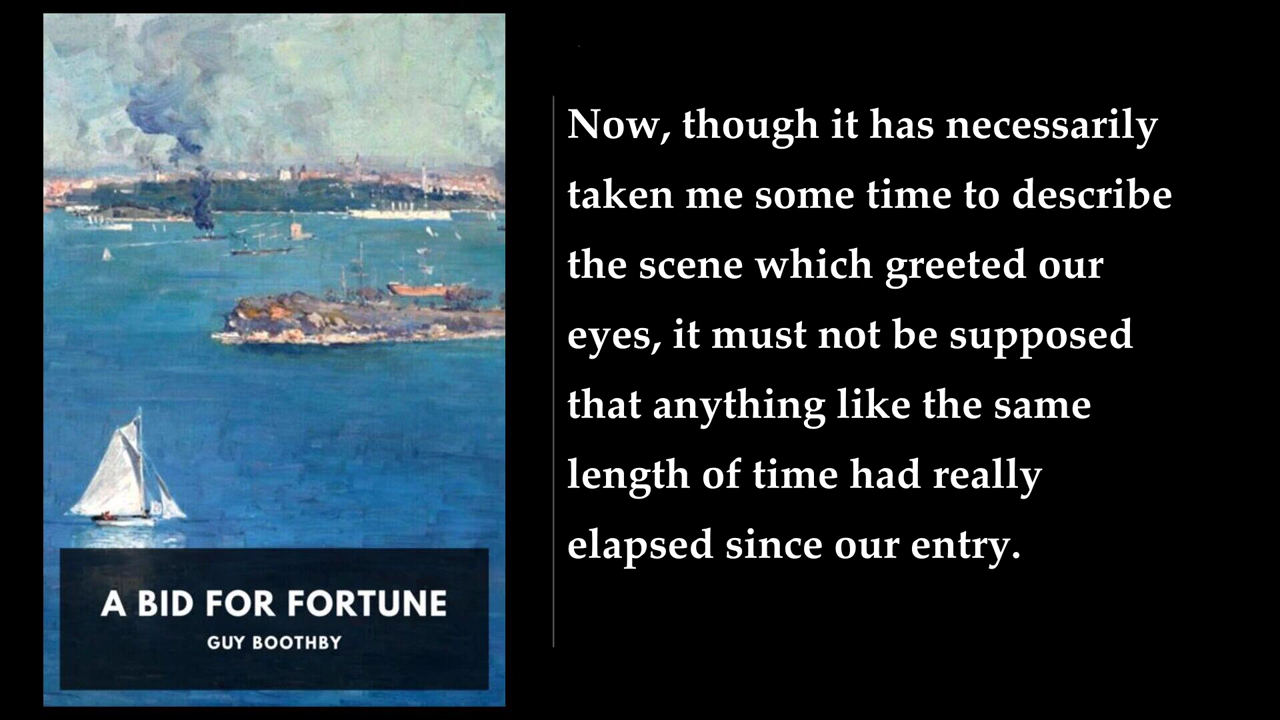 A BID FOR FORTUNE
GUY BOOTHBY
Now, though it has necessarily
taken me some time to describe
the scene which greeted our
eyes, it must not be supposed
that anything like the same
length of time had really
elapsed since our entry.